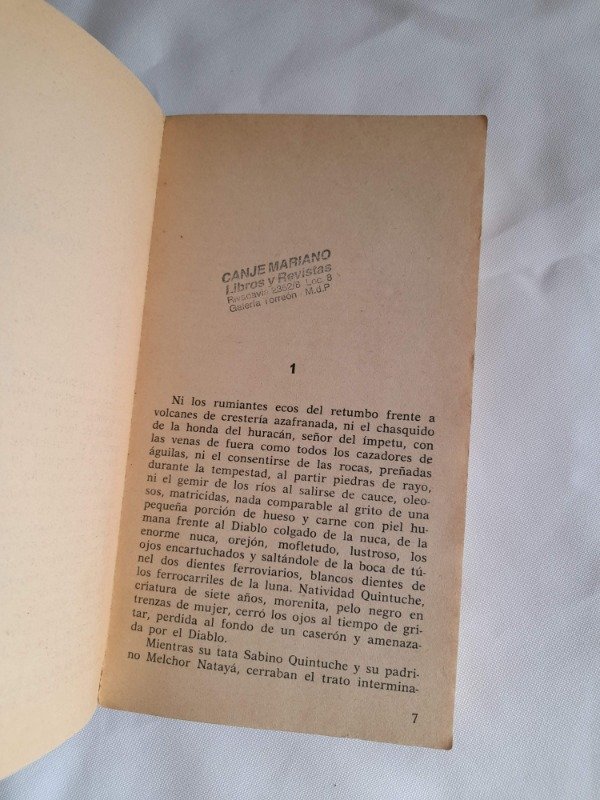 CANJE MARIANO
Libros y Revistas
Rivadavia 2362/8 Loc 8
Galería Torreón - M.d.P
1
Ni los rumiantes ecos del retumbo frente a
volcanes de crestería azafranada, ni el chasquido
de la honda del huracán, señor del ímpetu, con
las venas de fuera como todos los cazadores de
águilas, ni el consentirse de las rocas, preñadas
durante la tempestad, al partir piedras de rayo,
ni el gemir de los ríos al salirse de cauce, oleo-
sos, matricidas, nada comparable al grito de una
pequeña porción de hueso y carne con piel hu-
mana frente al Diablo colgado de la nuca, de la
enorme nuca, orejón, mofletudo, lustroso, los
ojos encartuchados y saltándole de la boca de tú-
nel dos dientes ferroviarios, blancos dientes de
los ferrocarriles de la luna. Natividad Quintuche,
criatura de siete años, morenita, pelo negro en
trenzas de mujer, cerró los ojos al tiempo de gri-
tar, perdida al fondo de un caserón y amenaza-
da por el Diablo.
Mientras su tata Sabino Quintuche y su padri-
no Melchor Natayá, cerraban el trato intermina-
7